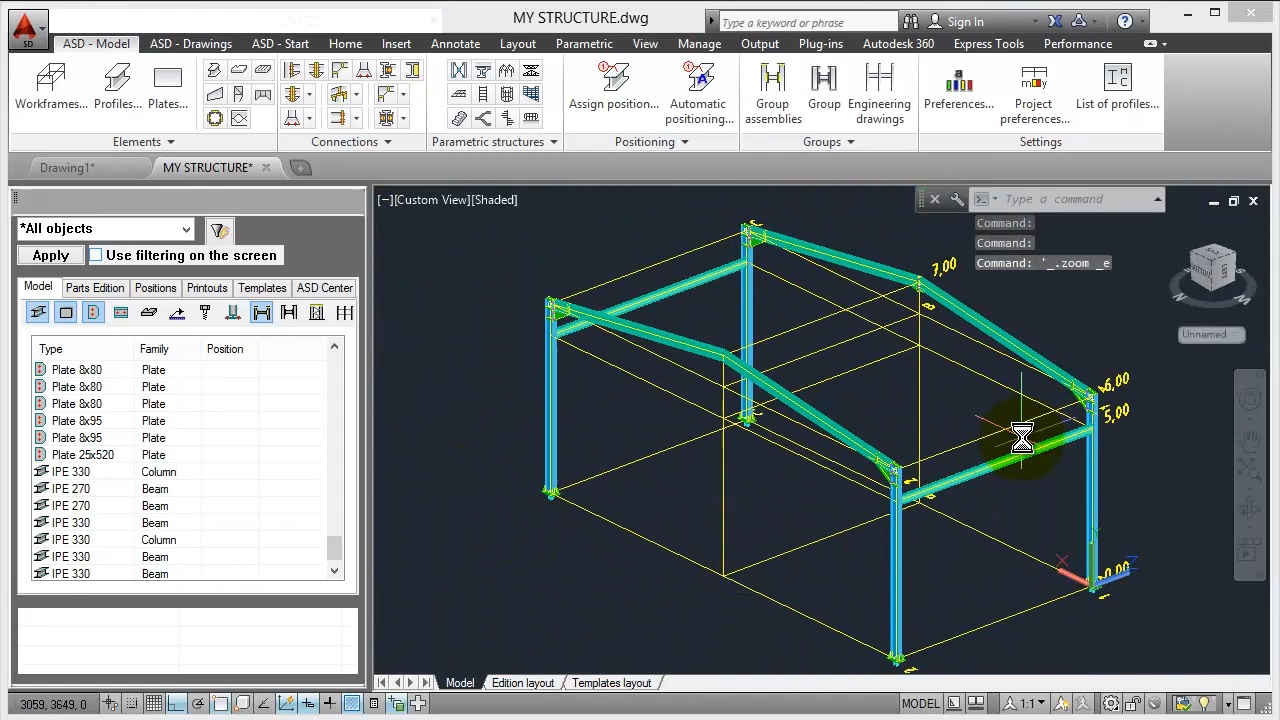 MY STRUCTURE.dwg
Type a keyword or phrase
Sign In
SD
ASD - Model
ASD - Drawings
ASD - Start
Home
Insert
Annotate
Layout
Parametric
View
Manage
Output
Plug-ins
Autodesk 360
Express Tools
Performance
Workframes...
Profiles...
Plates...
Assign position...
Automatic
positioning...
Group
assemblies
Group
Engineering
drawings
Preferences...
Project
preferences...
List of profiles...
Elements
Connections
Parametric structures
Positioning
Groups
Settings
Drawing1*
MY STRUCTURE*
[−][Custom View][Shaded]
Type a command
Command:
Command:
Command: '_.zoom _e
*All objects
Apply
Use filtering on the screen
Model
Parts Edition
Positions
Printouts
Templates
ASD Center
Type Family Position
Plate 8x80 Plate
Plate 8x80 Plate
Plate 8x80 Plate
Plate 8x95 Plate
Plate 8x95 Plate
Plate 25x520 Plate
IPE 330 Column
IPE 270 Beam
IPE 270 Beam
IPE 330 Beam
IPE 330 Column
IPE 330 Beam
IPE 330 Beam
7,00
6,00
5,00
0,00
X
Z
N
Unnamed
Model
Edition layout
Templates layout
3059, 3649, 0
MODEL
1:1